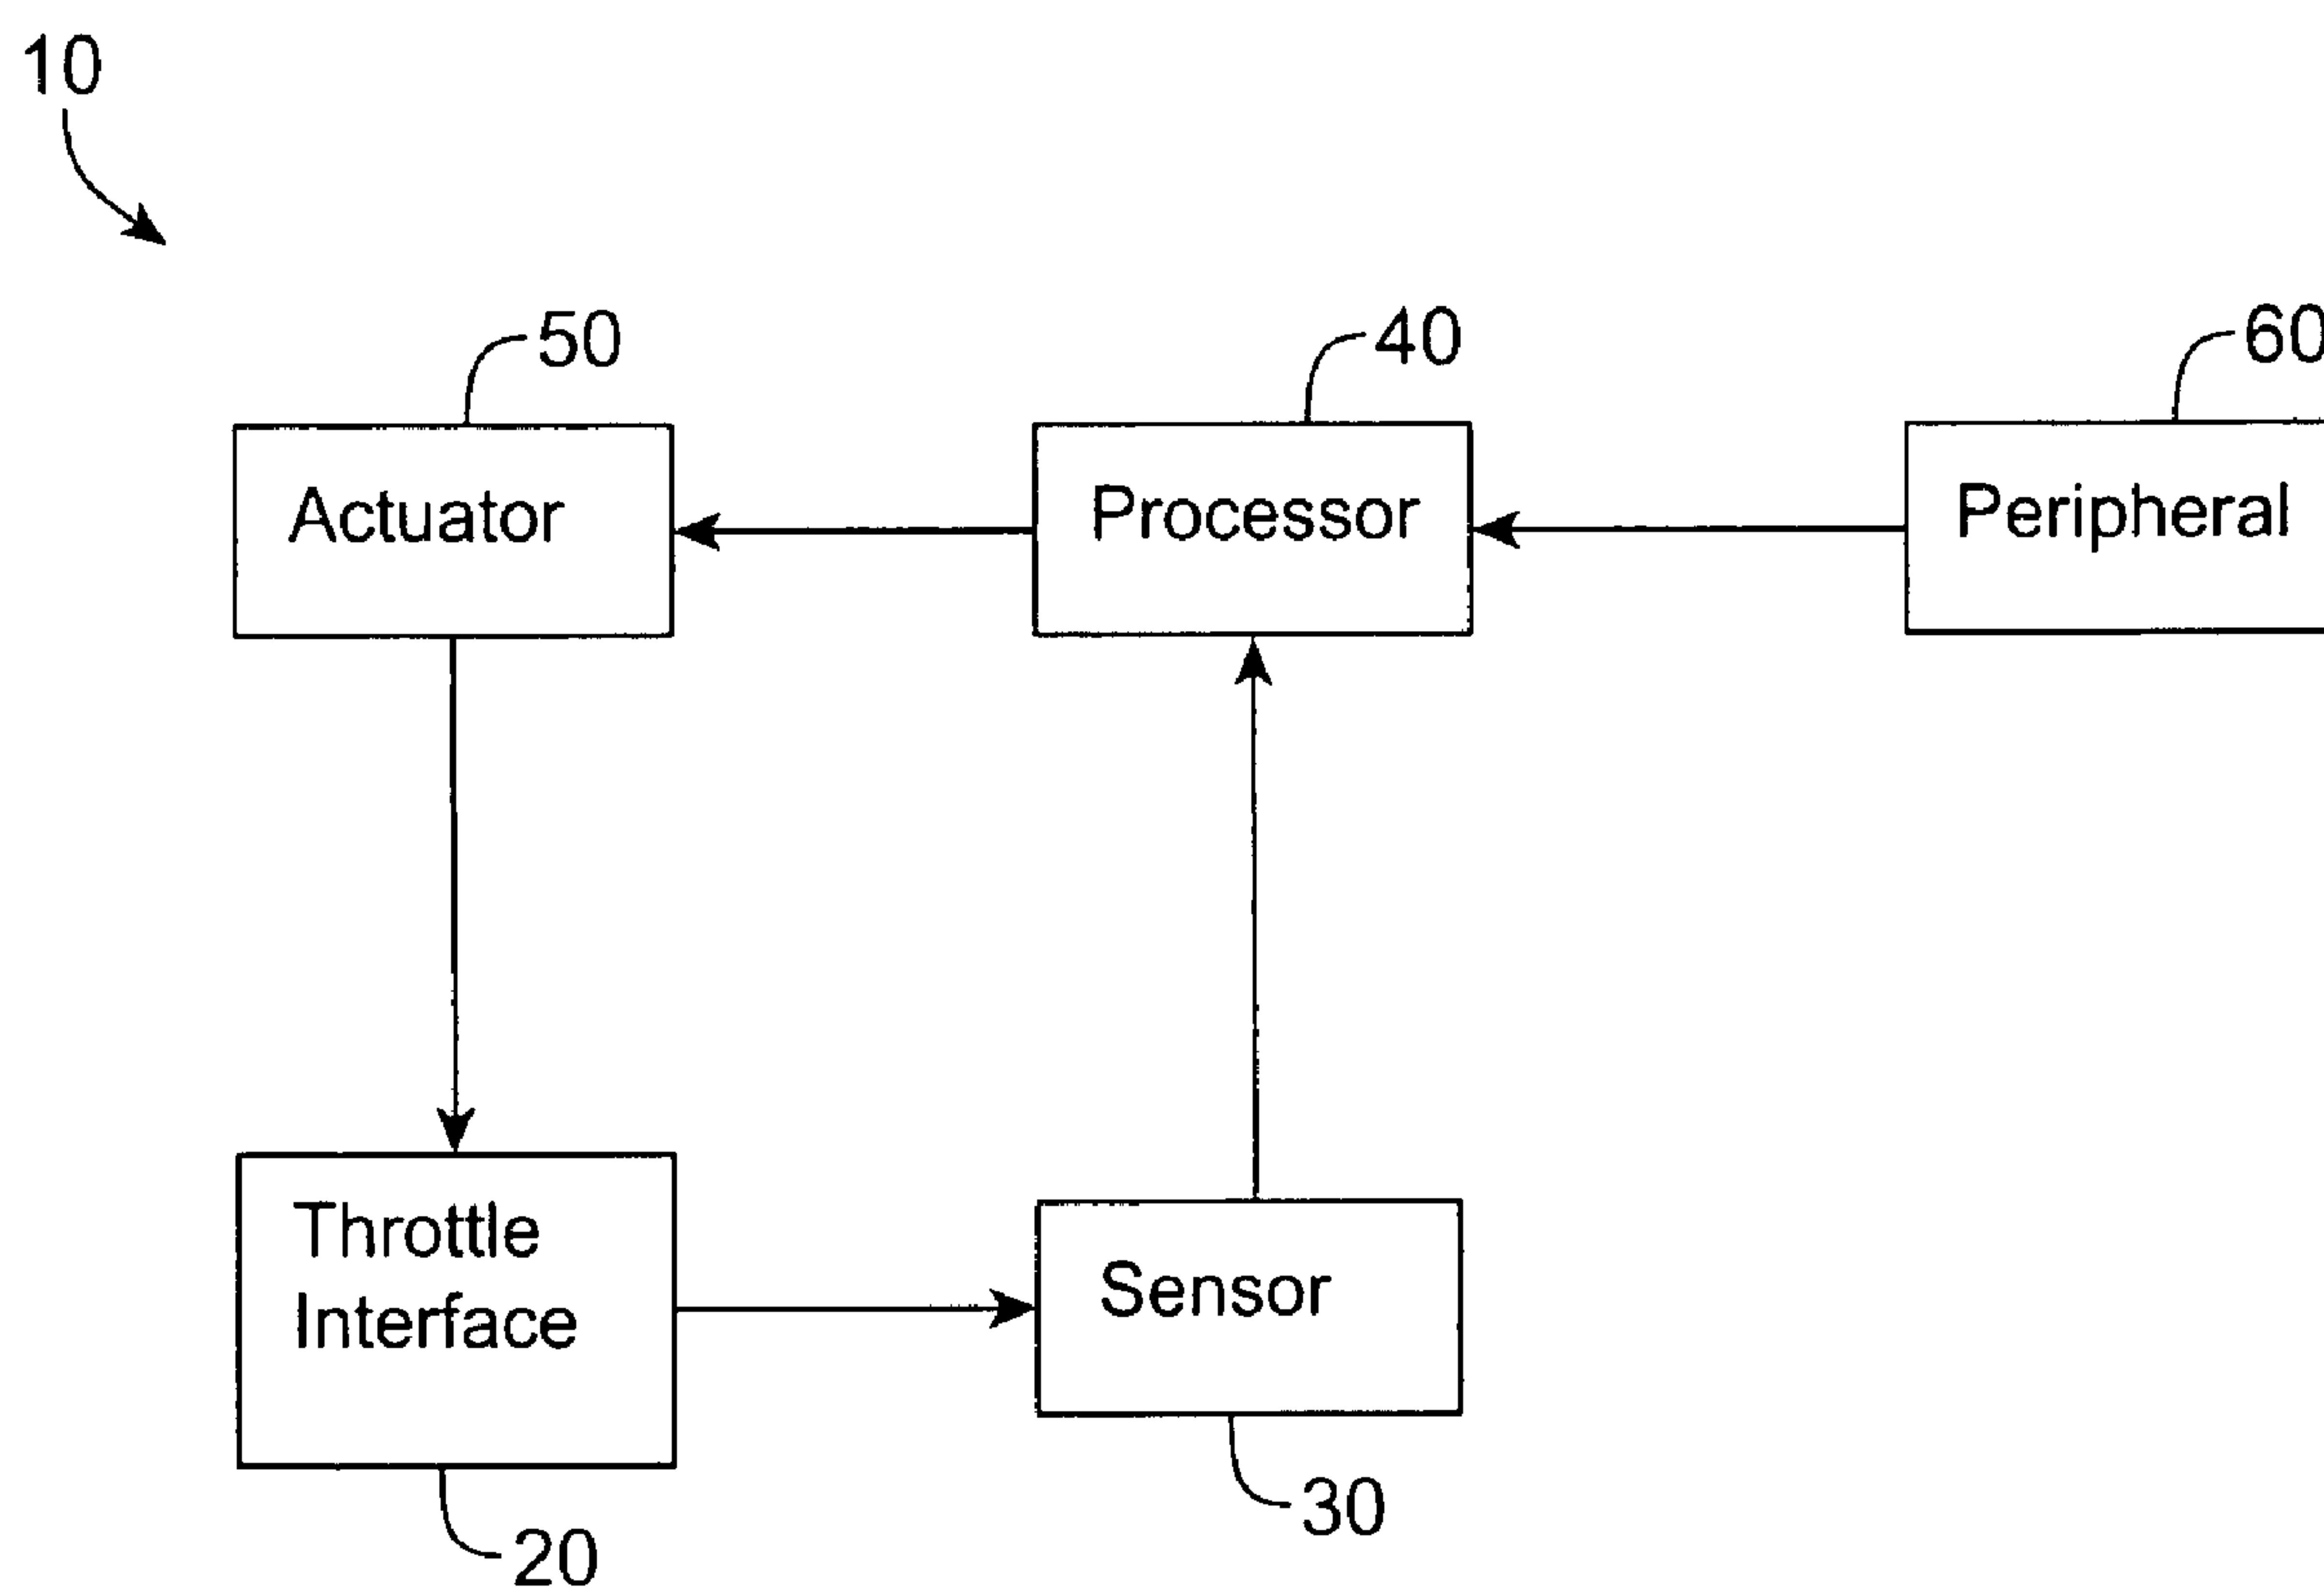 10
50
40
60
Actuator
Processor
Peripheral
Throttle
Interface
Sensor
30
20